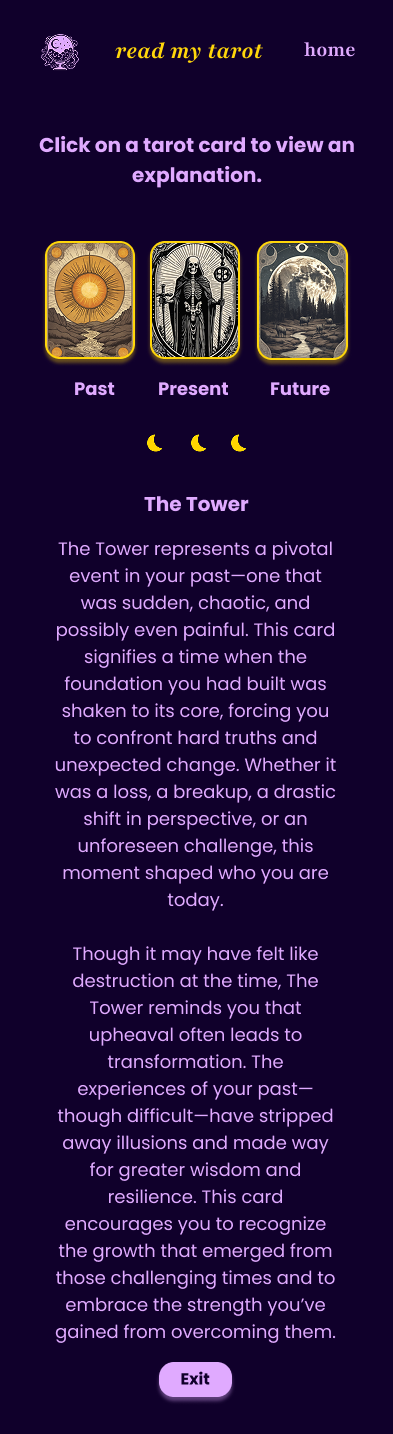 read my tarot
home
Click on a tarot card to view an
explanation.
Past
Present
Future
The Tower
The Tower represents a pivotal
event in your past—one that
was sudden, chaotic, and
possibly even painful. This card
signifies a time when the
foundation you had built was
shaken to its core, forcing you
to confront hard truths and
unexpected change. Whether it
was a loss, a breakup, a drastic
shift in perspective, or an
unforeseen challenge, this
moment shaped who you are
today.
Though it may have felt like
destruction at the time, The
Tower reminds you that
upheaval often leads to
transformation. The
experiences of your past—
though difficult—have stripped
away illusions and made way
for greater wisdom and
resilience. This card
encourages you to recognize
the growth that emerged from
those challenging times and to
embrace the strength you’ve
gained from overcoming them.
Exit